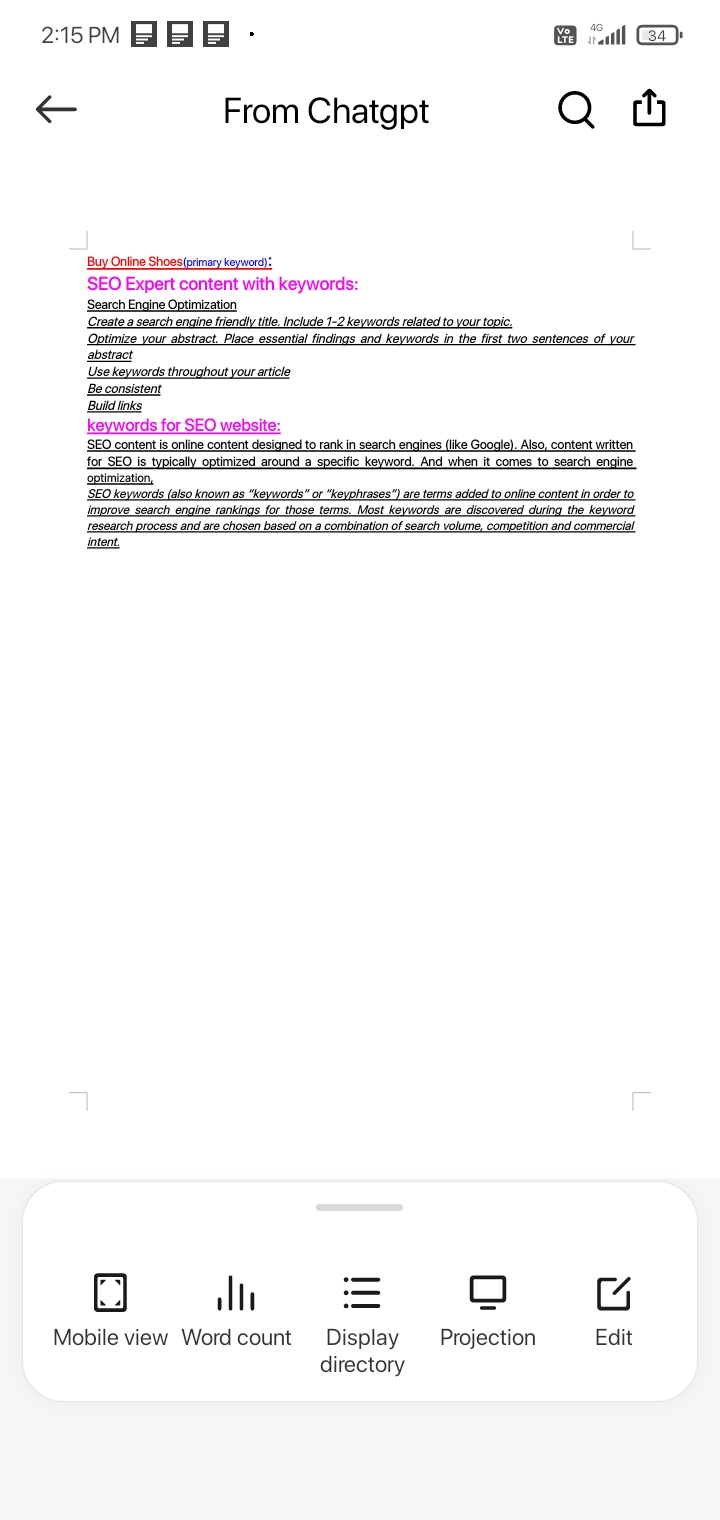 2:15 PM
Vo LTE
4G
34
From Chatgpt
Buy Online Shoes(primary keyword):
SEO Expert content with keywords:
Search Engine Optimization
Create a search engine friendly title. Include 1-2 keywords related to your topic.
Optimize your abstract. Place essential findings and keywords in the first two sentences of your
abstract
Use keywords throughout your article
Be consistent
Build links
keywords for SEO website:
SEO content is online content designed to rank in search engines (like Google). Also, content written
for SEO is typically optimized around a specific keyword. And when it comes to search engine
optimization,
SEO keywords (also known as “keywords” or “keyphrases”) are terms added to online content in order to
improve search engine rankings for those terms. Most keywords are discovered during the keyword
research process and are chosen based on a combination of search volume, competition and commercial
intent.
Mobile view
Word count
Display
directory
Projection
Edit